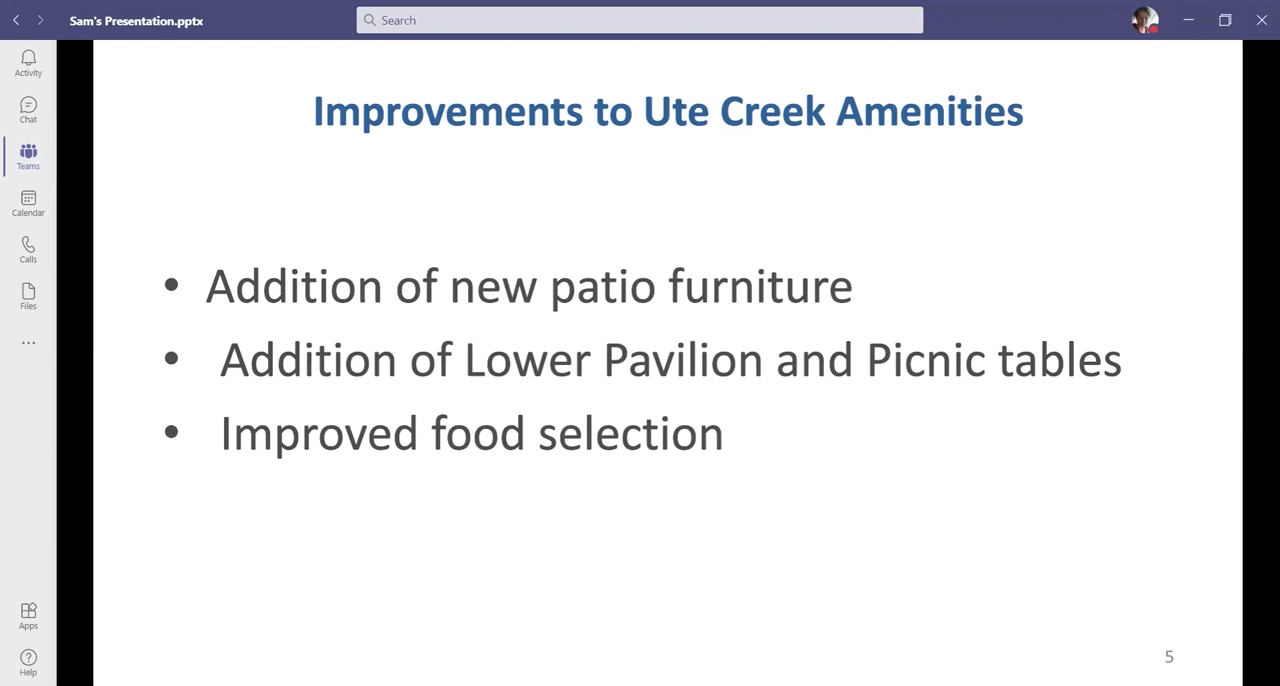 Sam's Presentation.pptx
Search
Activity
Chat
Teams
Calendar
Calls
Files
Apps
Help
Improvements to Ute Creek Amenities
• Addition of new patio furniture
• Addition of Lower Pavilion and Picnic tables
• Improved food selection
5